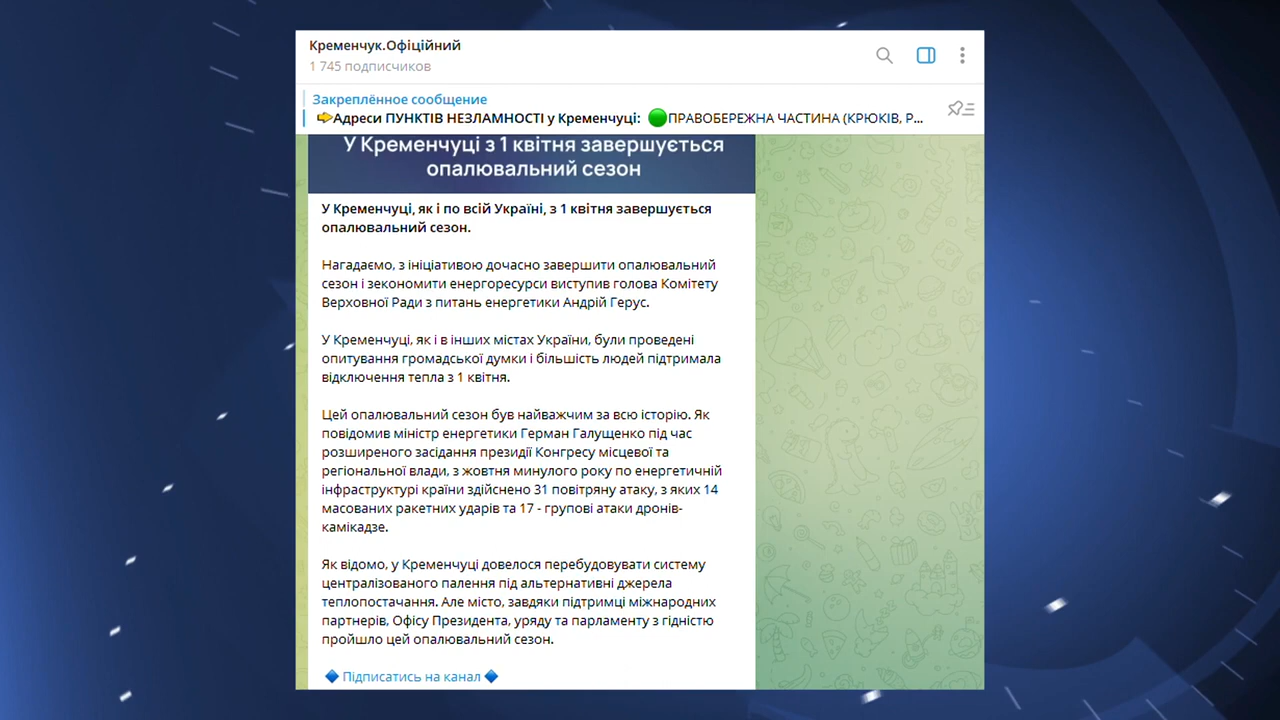 Кременчук.Офіційний
1 745 подписчиков
Закреплённое сообщение
Адреси ПУНКТІВ НЕЗЛАМНОСТІ у Кременчуці: ПРАВОБЕРЕЖНА ЧАСТИНА (КРЮКІВ, Р...
У Кременчуці з 1 квітня завершується
опалювальний сезон
У Кременчуці, як і по всій Україні, з 1 квітня завершується
опалювальний сезон.
Нагадаємо, з ініціативою дочасно завершити опалювальний
сезон і зекономити енергоресурси виступив голова Комітету
Верховної Ради з питань енергетики Андрій Герус.
У Кременчуці, як і в інших містах України, були проведені
опитування громадської думки і більшість людей підтримала
відключення тепла з 1 квітня.
Цей опалювальний сезон був найважчим за всю історію. Як
повідомив міністр енергетики Герман Галущенко під час
розширеного засідання президії Конгресу місцевої та
регіональної влади, з жовтня минулого року по енергетичній
інфраструктурі країни здійснено 31 повітряну атаку, з яких 14
масованих ракетних ударів та 17 - групові атаки дронів-
камікадзе.
Як відомо, у Кременчуці довелося перебудовувати систему
централізованого палення під альтернативні джерела
теплопостачання. Але місто, завдяки підтримці міжнародних
партнерів, Офісу Президента, уряду та парламенту з гідністю
пройшло цей опалювальний сезон.
Підписатись на канал